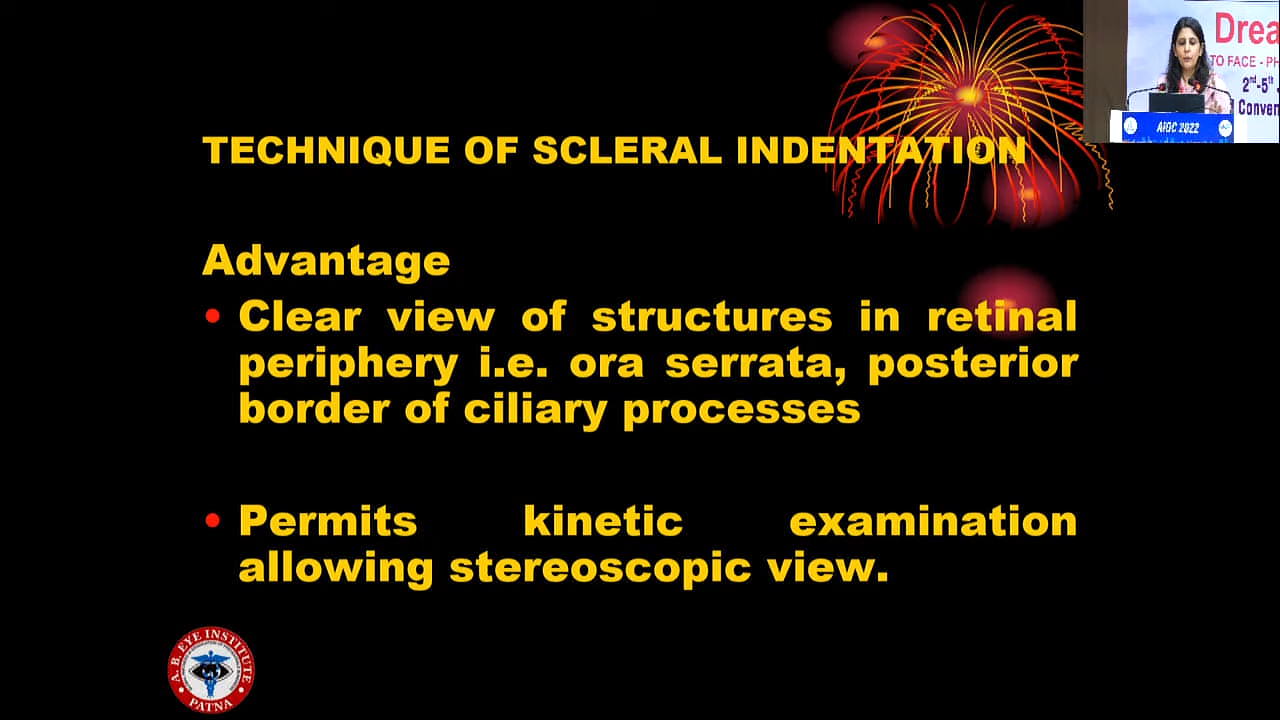 TECHNIQUE OF SCLERAL INDENTATION
Advantage
• Clear view of structures in retinal
periphery i.e. ora serrata, posterior
border of ciliary processes
• Permits kinetic examination
allowing stereoscopic view.
A. B. EYE INSTITUTE
PATNA
Drea
TO FACE - PH
2nd-5th
Conven
AIOC 2022